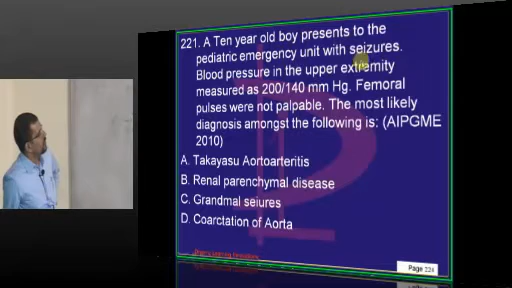 221. A Ten year old boy presents to the
pediatric emergency unit with seizures.
Blood pressure in the upper extremity
measured as 200/140 mm Hg. Femoral
pulses were not palpable. The most likely
diagnosis amongst the following is: (AIPGME
2010)
A. Takayasu Aortoarteritis
B. Renal parenchymal disease
C. Grandmal seiures
D. Coarctation of Aorta
Page 224